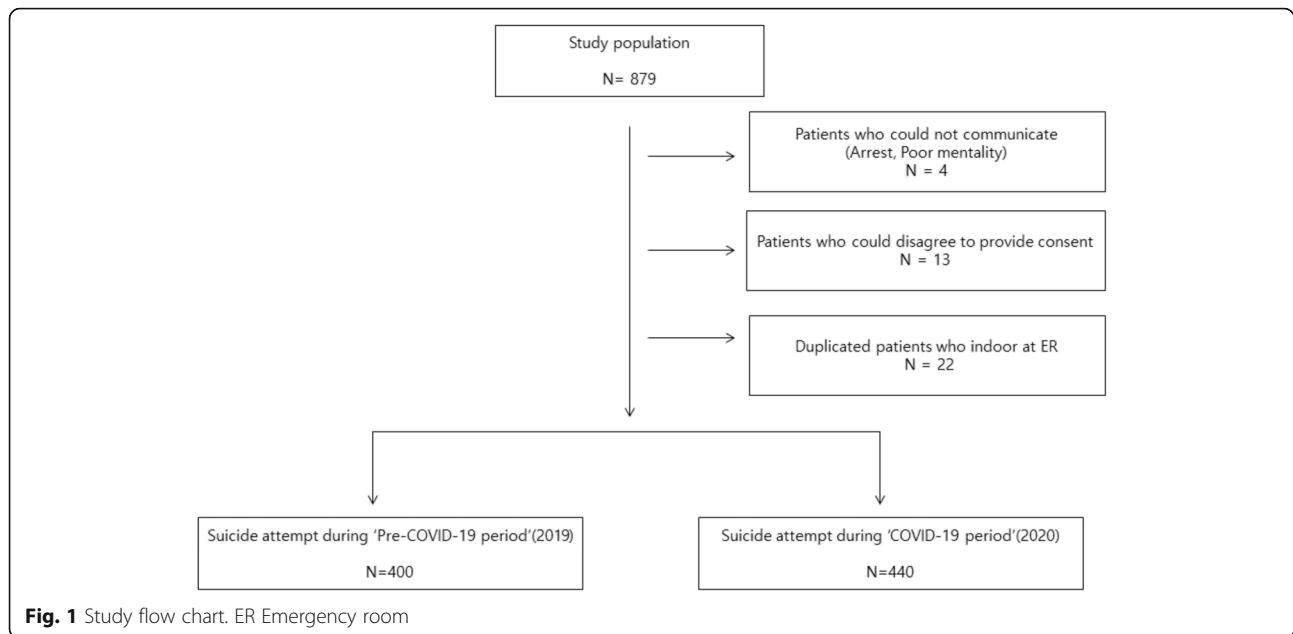 Study population
N= 879
Patients who could not communicate
(Arrest, Poor mentality)
N = 4
Patients who could disagree to provide consent
N = 13
Duplicated patients who indoor at ER
N = 22
Suicide attempt during 'Pre-COVID-19 period'(2019)
N=400
Suicide attempt during 'COVID-19 period'(2020)
N=440
Fig. 1 Study flow chart. ER Emergency room